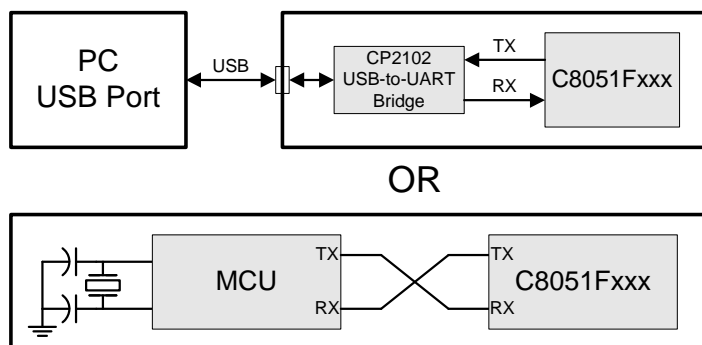 PC
USB Port
USB
CP2102
USB-to-UART
Bridge
TX
RX
C8051Fxxx
OR
MCU
TX
RX
TX
RX
C8051Fxxx